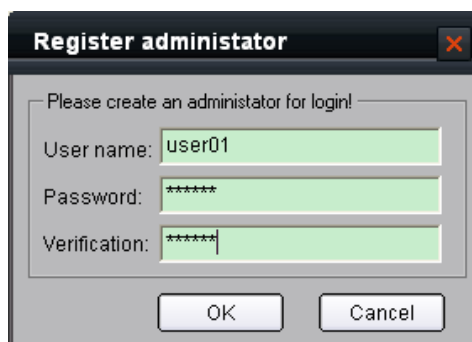 Register administator
Please create an administator for login!
User name: user01
Password: ******
Verification: ******
OK Cancel